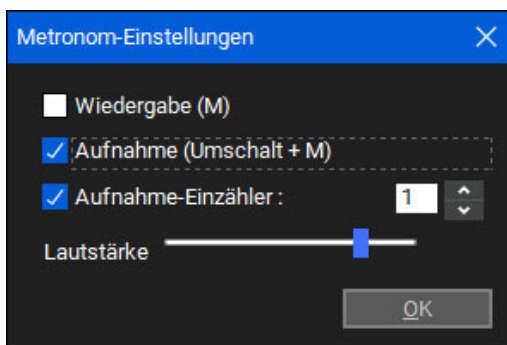 Metronom-Einstellungen
Wiedergabe (M)
Aufnahme (Umschalt + M)
Aufnahme-Einzähler : 1
Lautstärke
OK